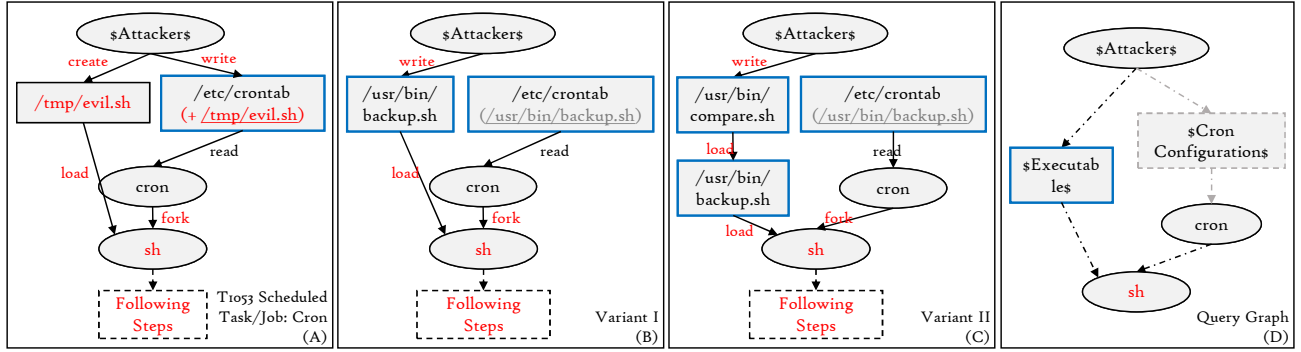 $Attacker$
create
write
/tmp/evil.sh
/etc/crontab
(+ /tmp/evil.sh)
read
load
cron
fork
sh
Following
Steps
T1053 Scheduled
Task/Job: Cron
(A)
$Attacker$
write
/usr/bin/
backup.sh
/etc/crontab
(/usr/bin/backup.sh)
read
load
cron
fork
sh
Following
Steps
Variant I
(B)
$Attacker$
write
/usr/bin/
compare.sh
/etc/crontab
(/usr/bin/backup.sh)
load
read
/usr/bin/
backup.sh
cron
load
fork
sh
Following
Steps
Variant II
(C)
$Attacker$
$Cron
Configuration$
$Executab
le$
cron
sh
Query Graph
(D)